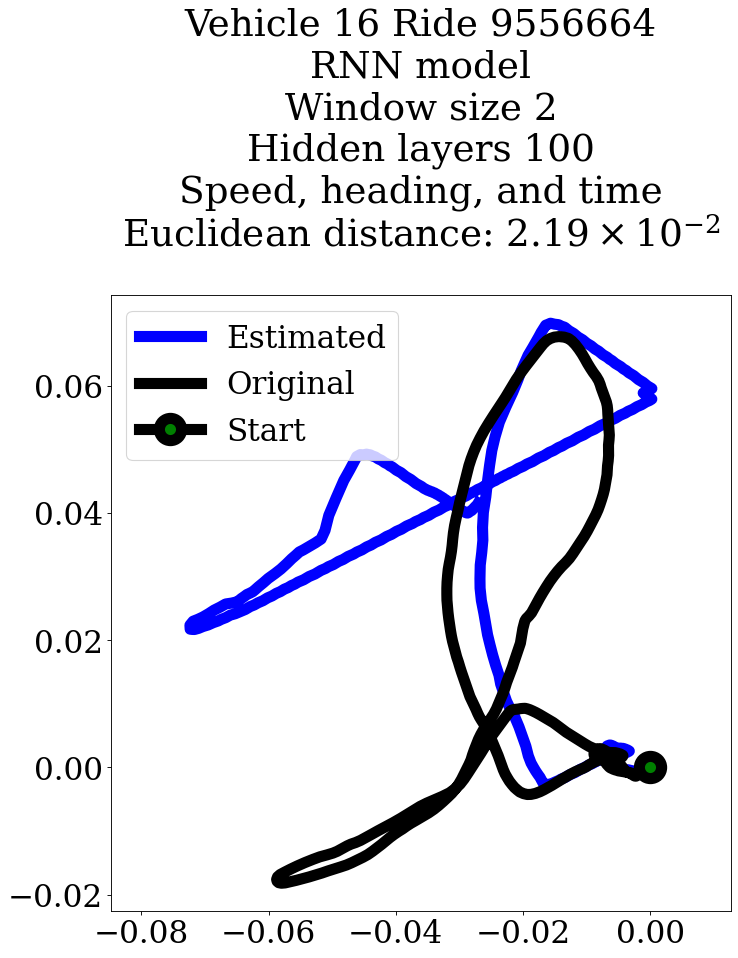 Vehicle 16 Ride 9556664
RNN model
Window size 2
Hidden layers 100
Speed, heading, and time
Euclidean distance: 2.19 × 10⁻²
Estimated
Original
Start
0.06
0.04
0.02
0.00
−0.02
−0.08 −0.06 −0.04 −0.02 0.00